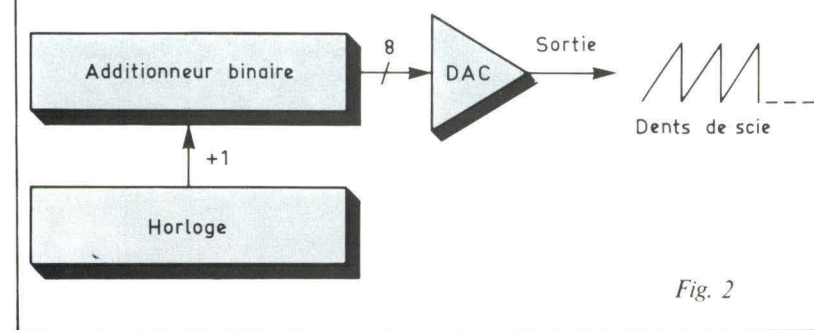 Additionneur binaire
8
DAC
Sortie
Dents de scie
+1
Horloge
Fig. 2